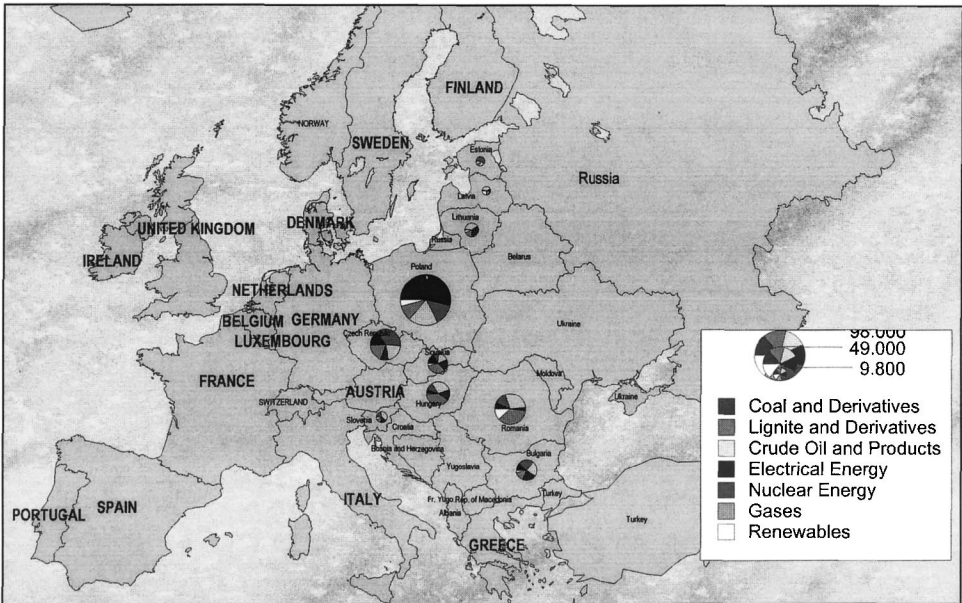 FINLAND
NORWAY
SWEDEN
Estonia
Russia
Latvia
Lithuania
DENMARK
UNITED KINGDOM
Russia
IRELAND
Belarus
Poland
NETHERLANDS
BELGIUM
GERMANY
LUXEMBOURG
Czech Republic
Ukraine
Slovakia
FRANCE
Moldova
AUSTRIA
SWITZERLAND
Hungary
Ukraine
Slovenia
Croatia
Romania
Bosnia and Herzegovina
Bulgaria
Yugoslavia
ITALY
Fr. Yugo.Rep. of Macedonia
Turkey
Albania
PORTUGAL
SPAIN
GREECE
Turkey
98.000
49.000
9.800
Coal and Derivatives
Lignite and Derivatives
Crude Oil and Products
Electrical Energy
Nuclear Energy
Gases
Renewables